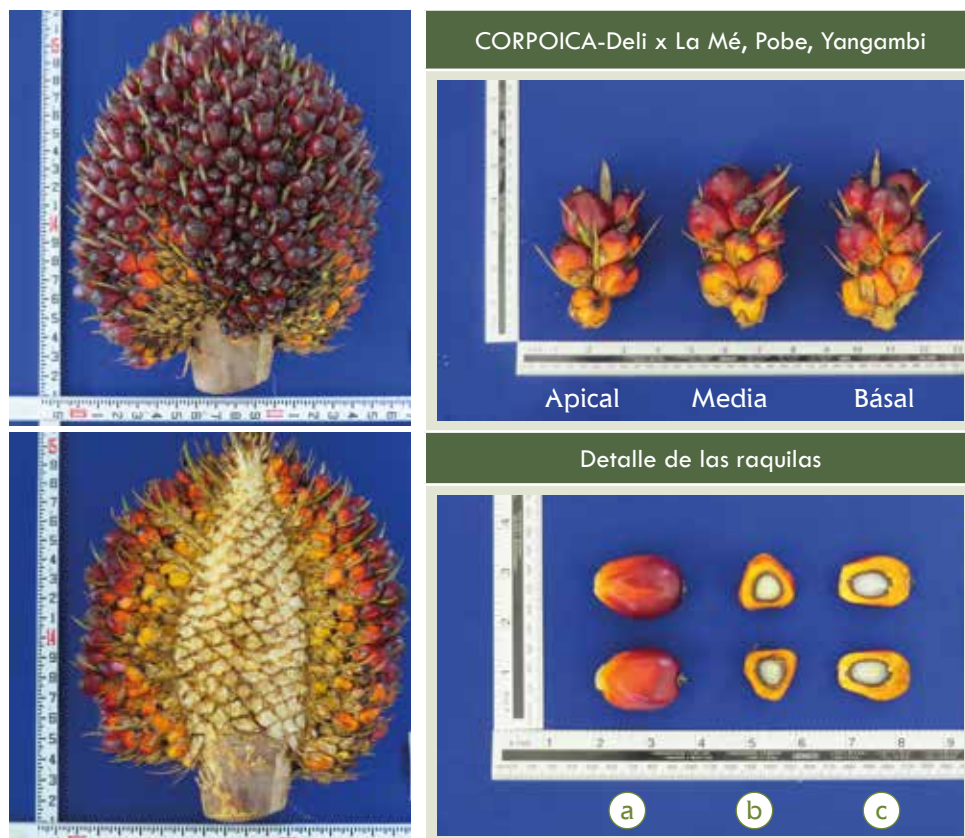 CORPOICA-Deli x La Mé, Pobe, Yangambi
Apical Media Básal
Detalle de las raquilas
a b c